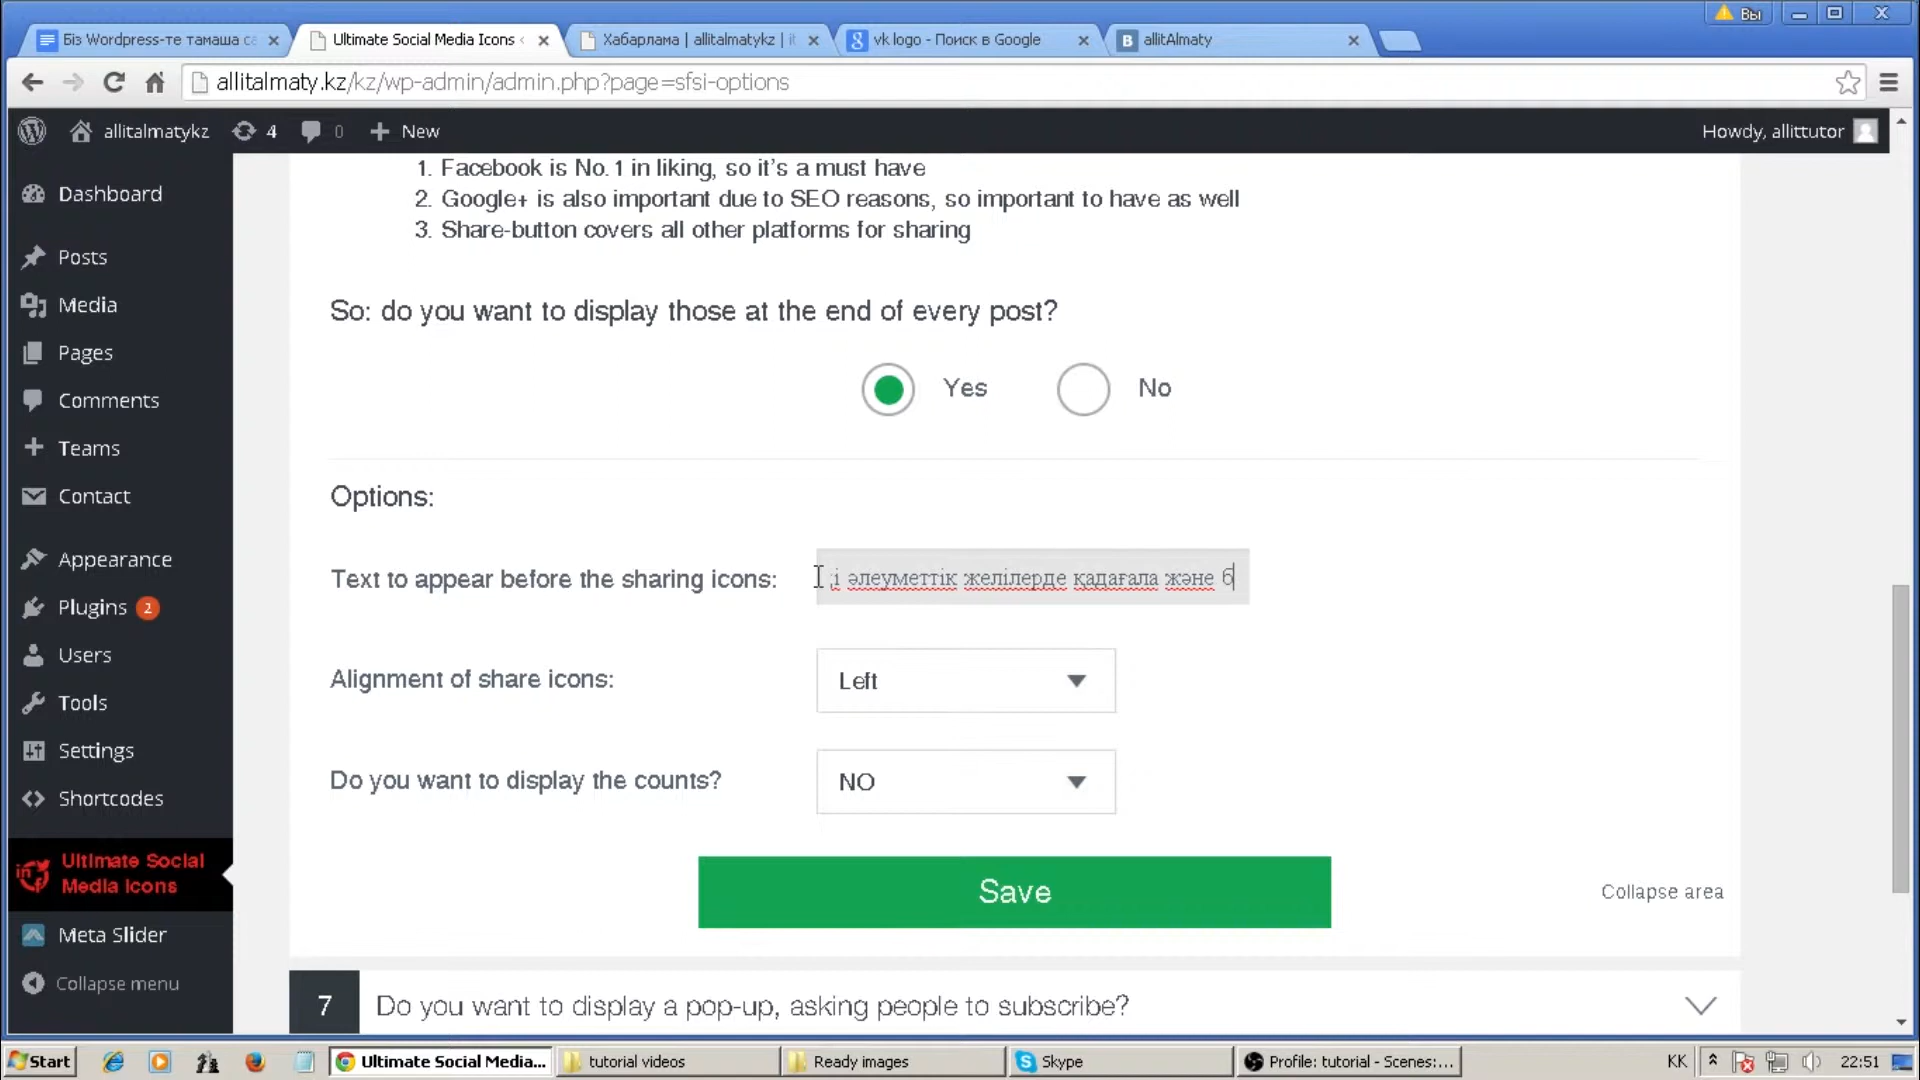 Вы
Біз Wordpress-те тамаша са
Ultimate Social Media Icons
Хабарлама | allitalmatykz | it
vk logo - Поиск в Google
allitAlmaty
allitalmaty.kz/kz/wp-admin/admin.php?page=sfsi-options
allitalmatykz
4
0
New
Howdy, allittutor
Dashboard
Posts
Media
Pages
Comments
Teams
Contact
Appearance
Plugins 2
Users
Tools
Settings
Shortcodes
Ultimate Social
Media Icons
Meta Slider
Collapse menu
1. Facebook is No.1 in liking, so it’s a must have
2. Google+ is also important due to SEO reasons, so important to have as well
3. Share-button covers all other platforms for sharing
So: do you want to display those at the end of every post?
Yes
No
Options:
Text to appear before the sharing icons:
әлеуметтік желілерде қадағала және б
Alignment of share icons:
Left
Do you want to display the counts?
NO
Save
Collapse area
7
Do you want to display a pop-up, asking people to subscribe?
Start
Ultimate Social Media...
tutorial videos
Ready images
Skype
Profile: tutorial - Scenes:...
KK
22:51